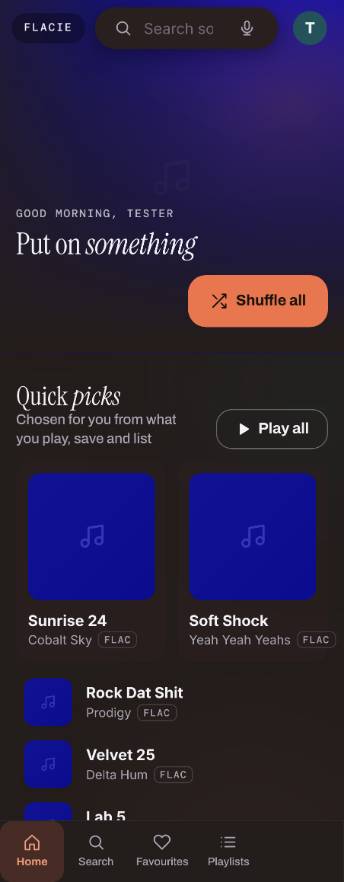 FLACIE
Search so
T
GOOD MORNING, TESTER
Put on something
Shuffle all
Quick picks
Chosen for you from what
you play, save and list
Play all
Sunrise 24
Cobalt Sky FLAC
Soft Shock
Yeah Yeah Yeahs FLAC
Rock Dat Shit
Prodigy FLAC
Velvet 25
Delta Hum FLAC
Lab 5
Home
Search
Favourites
Playlists